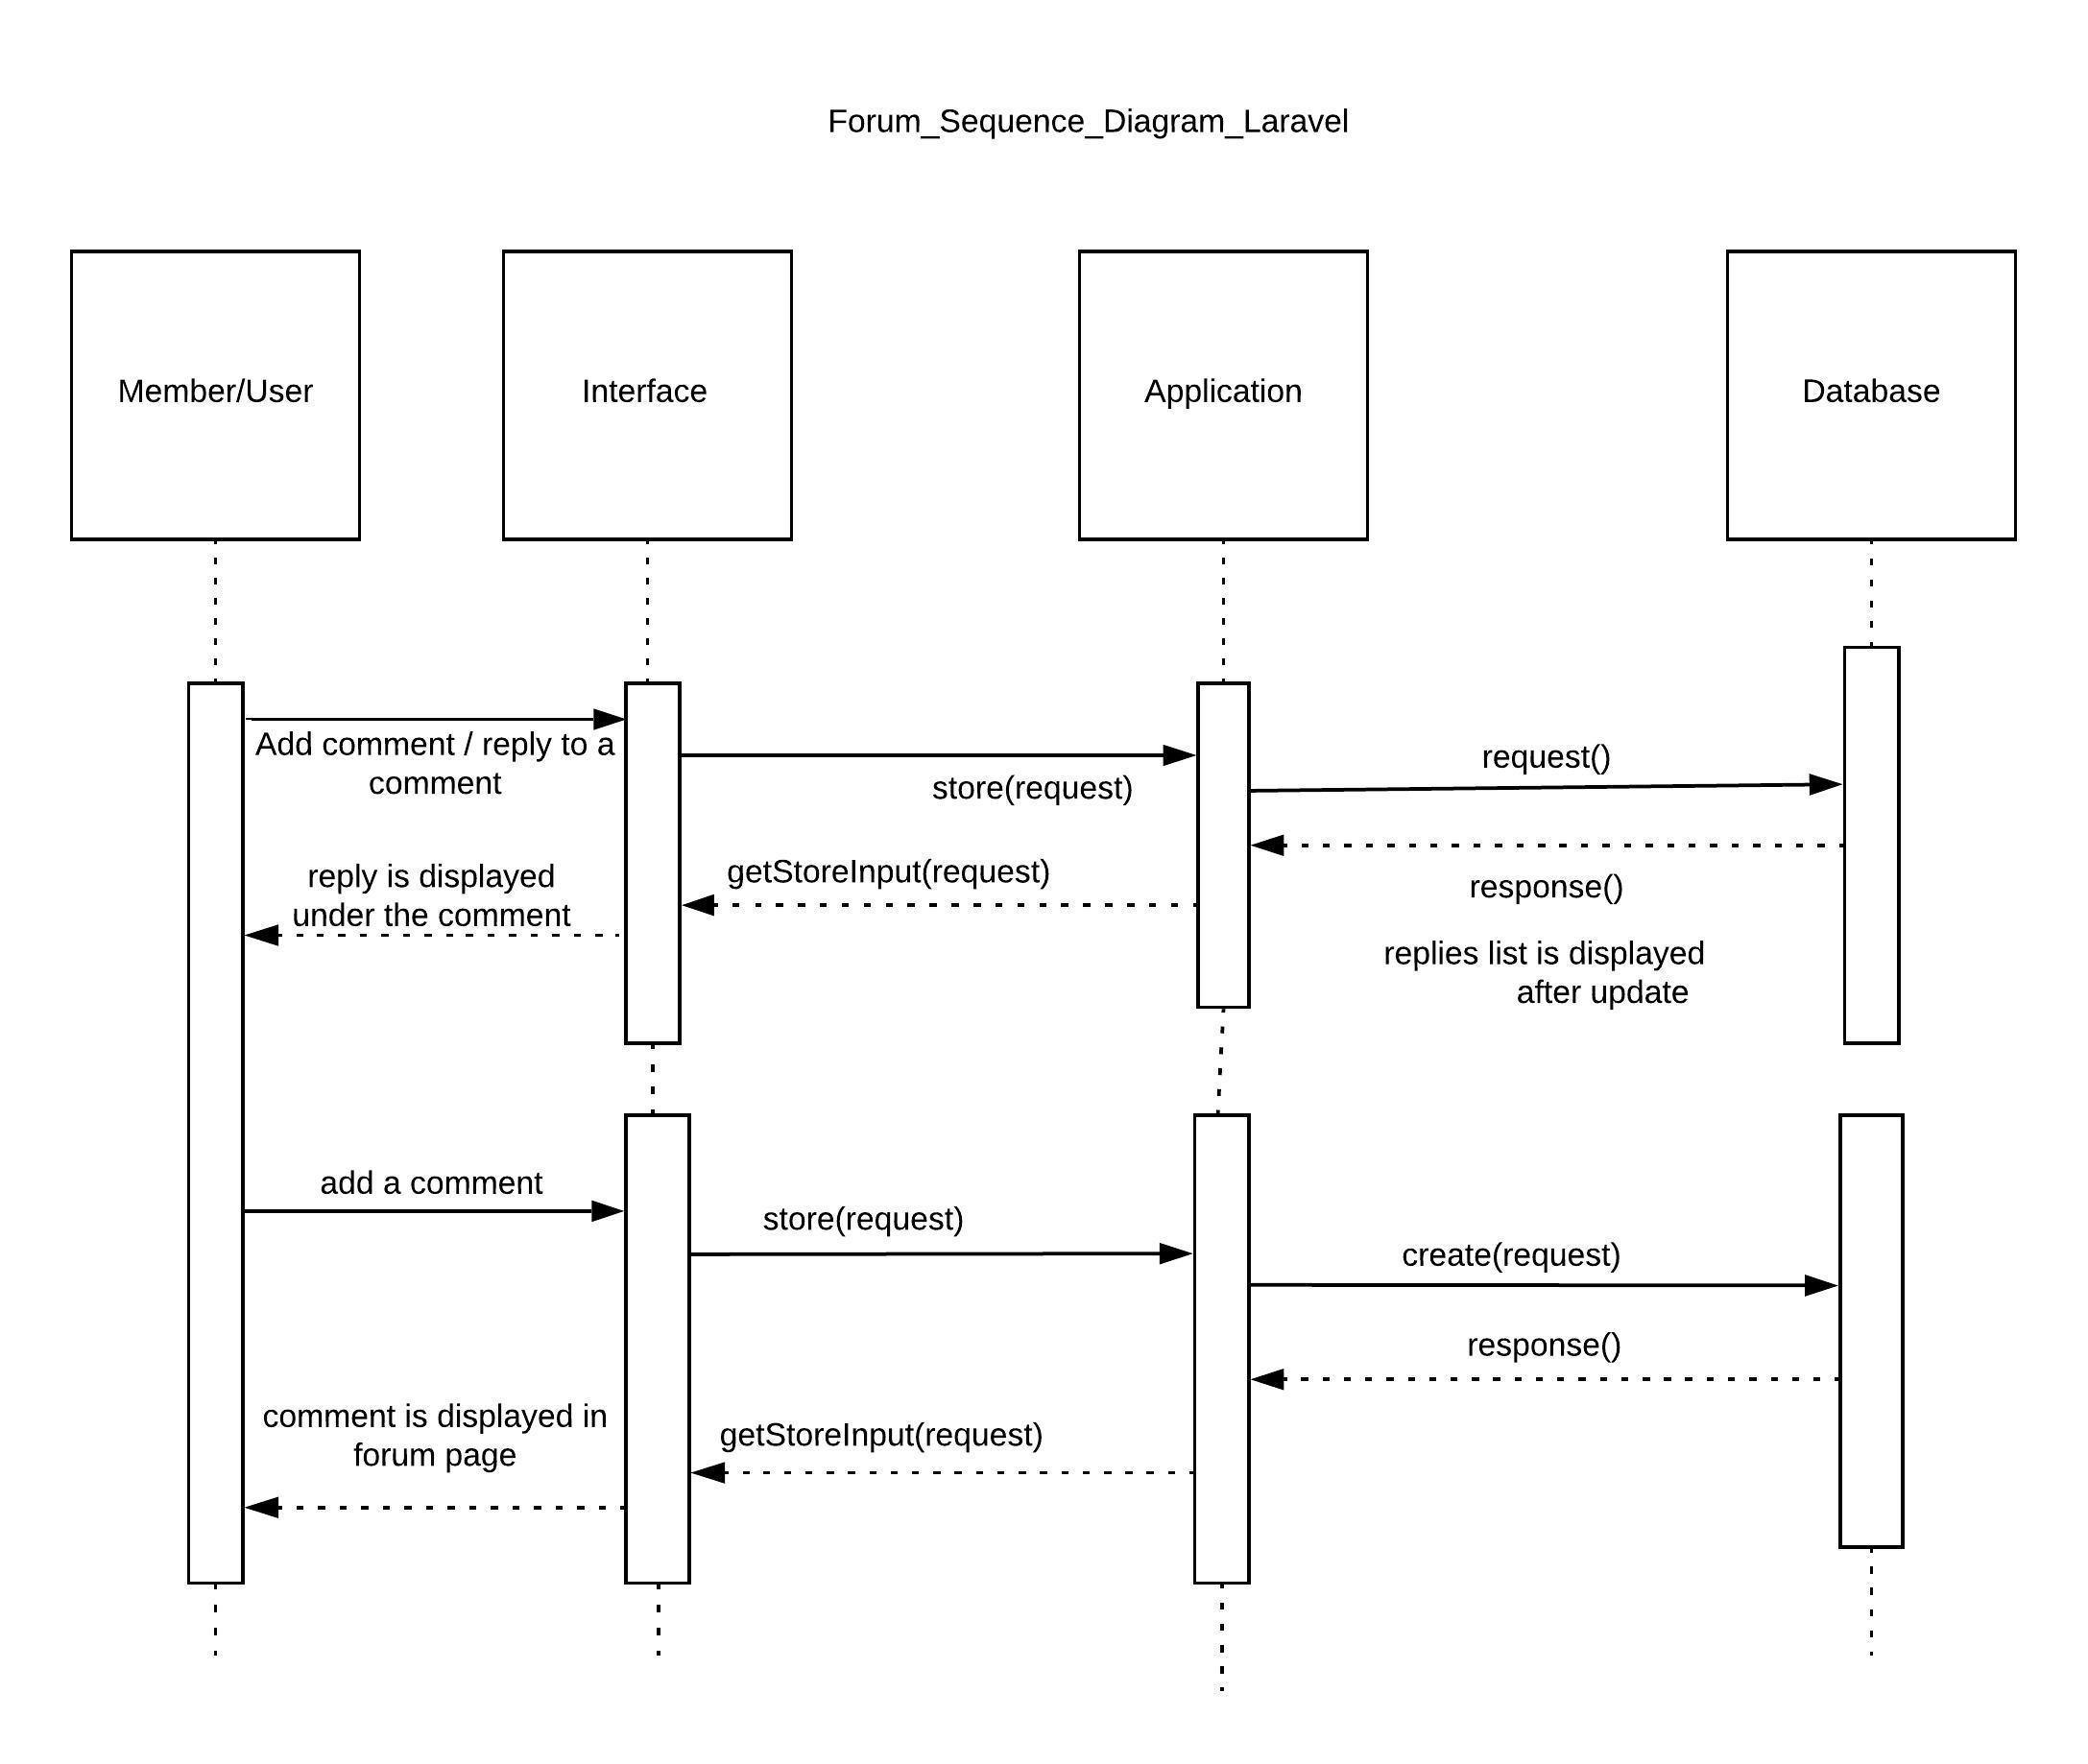 Forum_Sequence_Diagram_Laravel
Member/User
Interface
Application
Database
Add comment / reply to a
comment
store(request)
request()
getStoreInput(request)
reply is displayed
under the comment
response()
replies list is displayed
after update
add a comment
store(request)
create(request)
response()
comment is displayed in
forum page
getStoreInput(request)